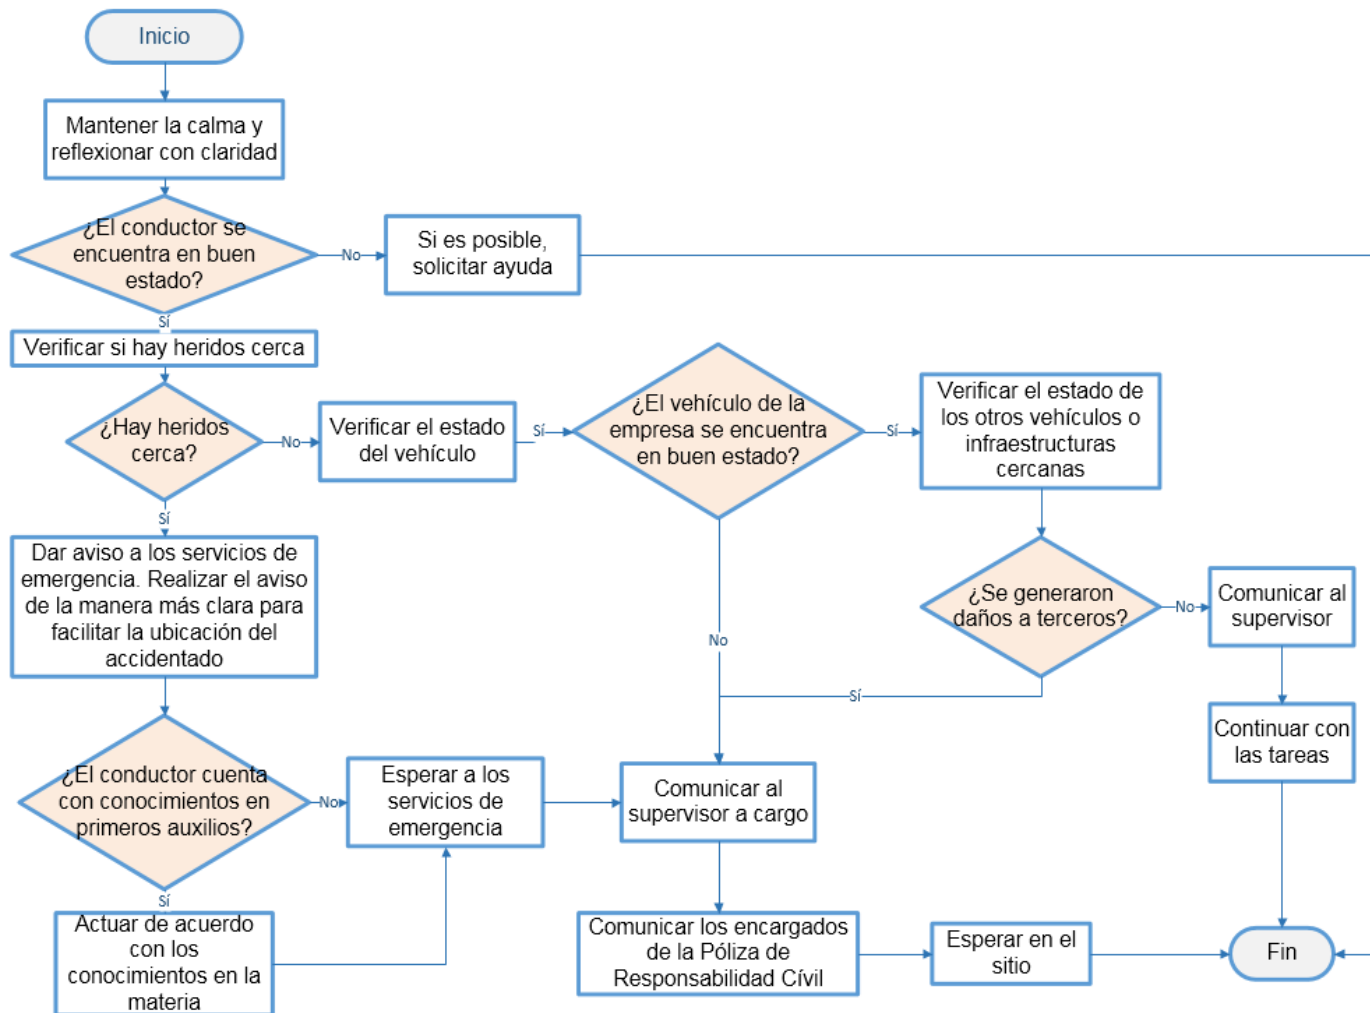 Inicio
Mantener la calma y
reflexionar con claridad
¿El conductor se
encuentra en buen
estado?
No
Si es posible,
solicitar ayuda
Sí
Verificar si hay heridos cerca
¿Hay heridos
cerca?
No
Verificar el estado
del vehículo
Sí
¿El vehículo de la
empresa se encuentra
en buen estado?
Sí
Verificar el estado de
los otros vehículos o
infraestructuras
cercanas
Sí
Dar aviso a los servicios de
emergencia. Realizar el aviso
de la manera más clara para
facilitar la ubicación del
accidentado
No
¿Se generaron
daños a terceros?
No
Comunicar al
supervisor
Sí
Continuar con
las tareas
¿El conductor cuenta
con conocimientos en
primeros auxilios?
No
Esperar a los
servicios de
emergencia
Comunicar al
supervisor a cargo
Sí
Actuar de acuerdo
con los
conocimientos en la
materia
Comunicar los encargados
de la Póliza de
Responsabilidad Cívil
Esperar en el
sitio
Fin